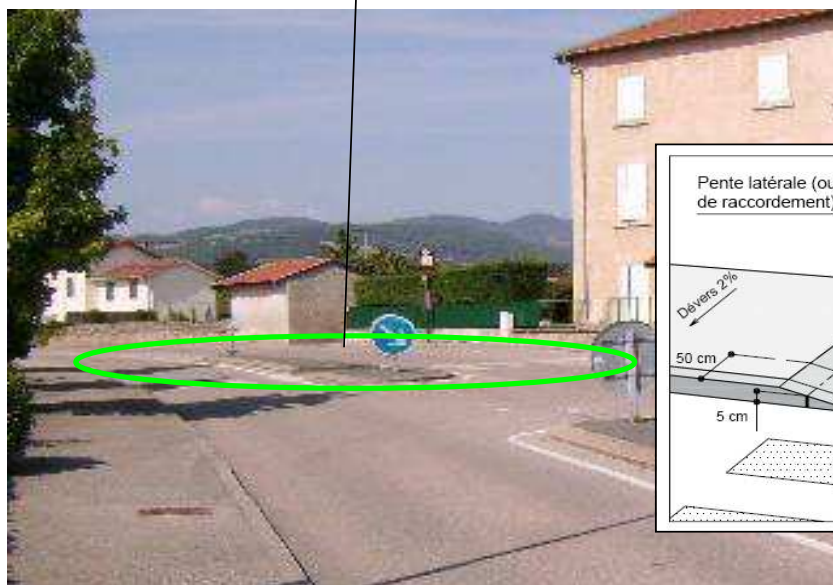 Pente latérale (ou
de raccordement)
Dévers 2%
50 cm
5 cm